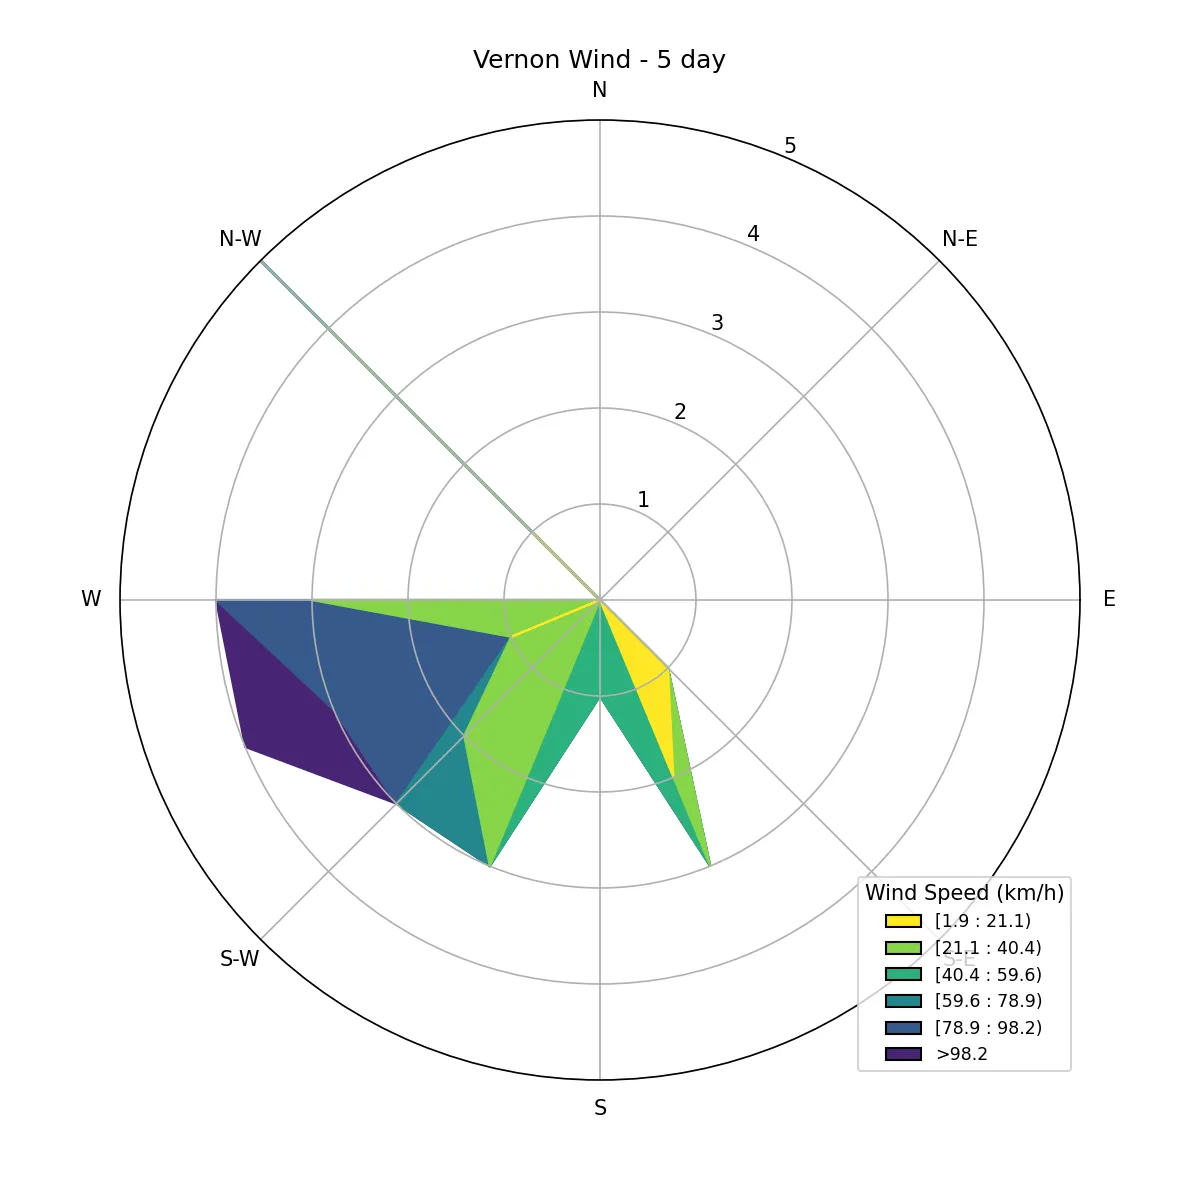 Vernon Wind - 5 day
N
5
N-W
N-E
4
3
2
1
W
E
Wind Speed (km/h)
[1.9 : 21.1)
[21.1 : 40.4)
S-W
S-E
[40.4 : 59.6)
[59.6 : 78.9)
[78.9 : 98.2)
>98.2
S